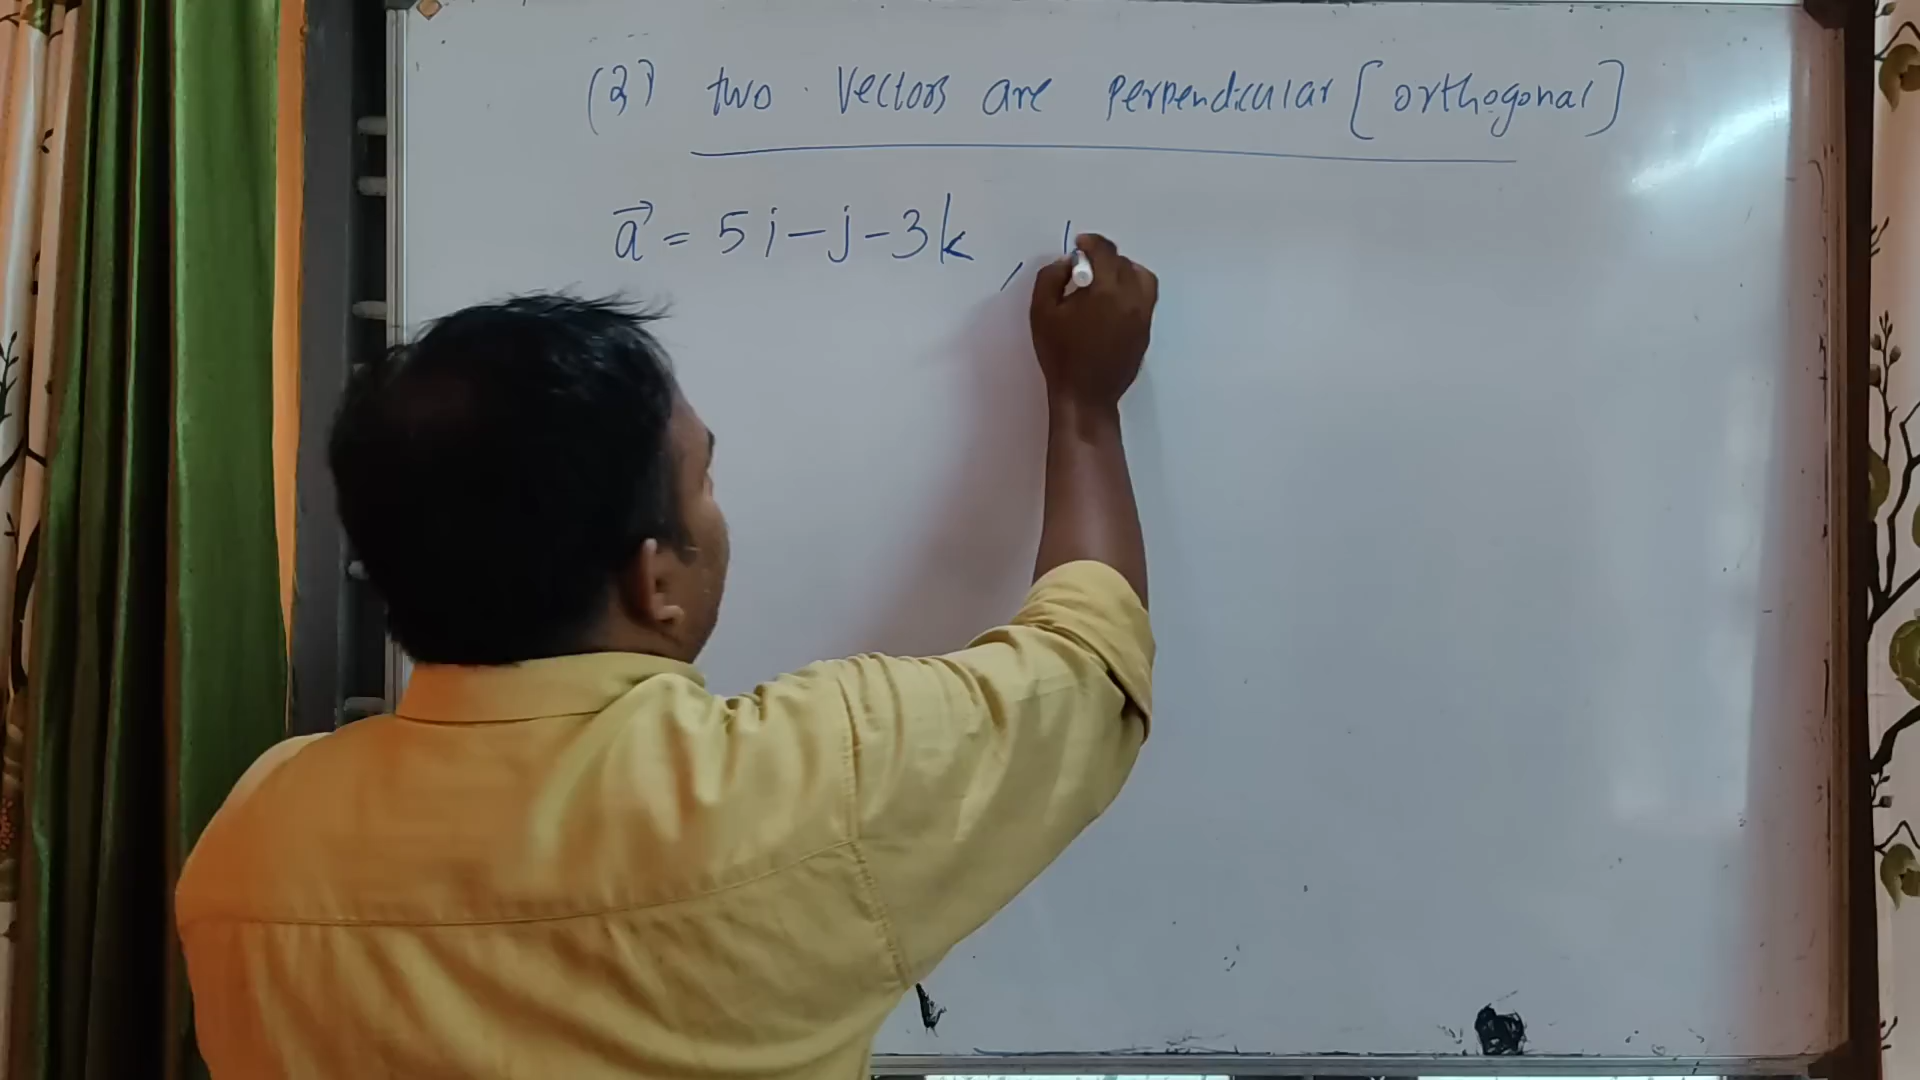 (3) two vectors are perpendicular [orthogonal]
a⃗ = 5i-j-3k ,